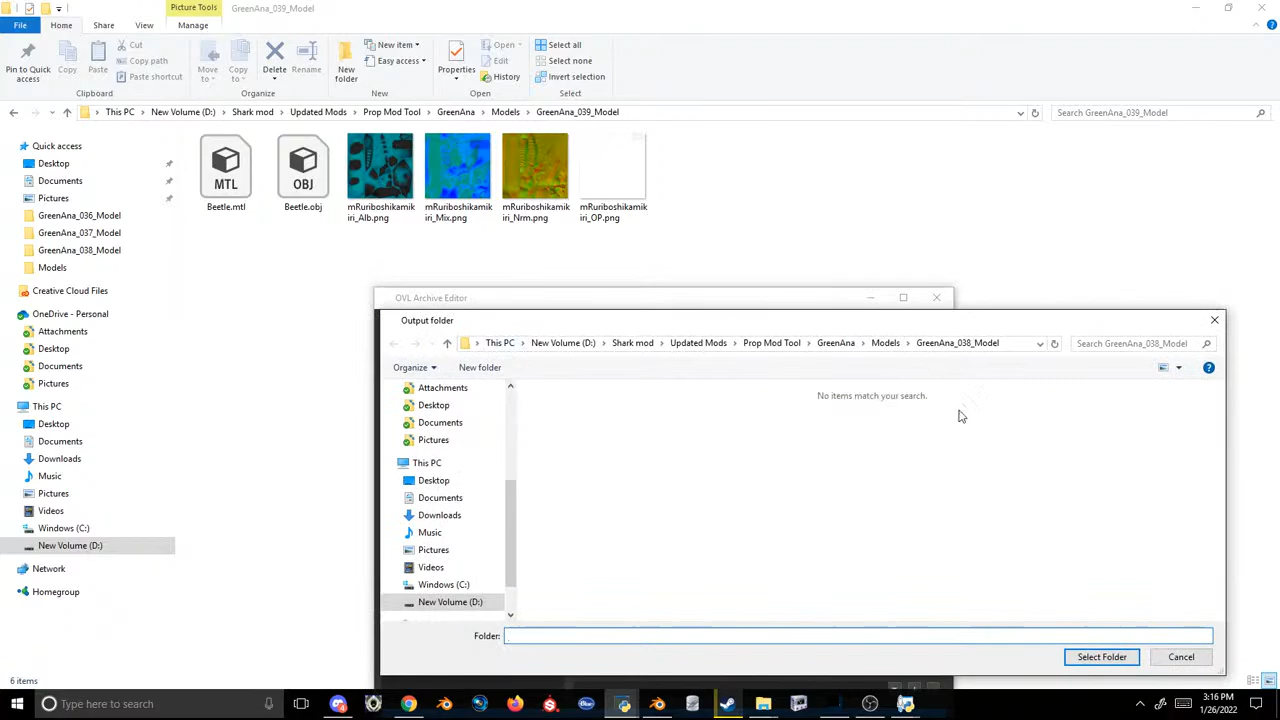 Picture Tools
GreenAna_039_Model
File
Home
Share
View
Manage
Pin to Quick access
Copy
Paste
Cut
Copy path
Paste shortcut
Clipboard
Move to
Copy to
Delete
Rename
Organize
New folder
New item
Easy access
New
Properties
Open
Edit
History
Open
Select all
Select none
Invert selection
Select
This PC
New Volume (D:)
Shark mod
Updated Mods
Prop Mod Tool
GreenAna
Models
GreenAna_039_Model
Search GreenAna_039_Model
Quick access
Desktop
Documents
Pictures
GreenAna_036_Model
GreenAna_037_Model
GreenAna_038_Model
Models
Creative Cloud Files
OneDrive - Personal
Attachments
Desktop
Documents
Pictures
This PC
Desktop
Documents
Downloads
Music
Pictures
Videos
Windows (C:)
New Volume (D:)
Network
Homegroup
MTL
Beetle.mtl
OBJ
Beetle.obj
mRuriboshikamik
iri_Alb.png
mRuriboshikamik
iri_Mix.png
mRuriboshikamik
iri_Nrm.png
mRuriboshikamik
iri_OP.png
OVL Archive Editor
Output folder
This PC
New Volume (D:)
Shark mod
Updated Mods
Prop Mod Tool
GreenAna
Models
GreenAna_038_Model
Search GreenAna_038_Model
Organize
New folder
Attachments
Desktop
Documents
Pictures
This PC
Desktop
Documents
Downloads
Music
Pictures
Videos
Windows (C:)
New Volume (D:)
No items match your search.
Folder:
Select Folder
Cancel
6 items
Type here to search
3:16 PM
1/26/2022